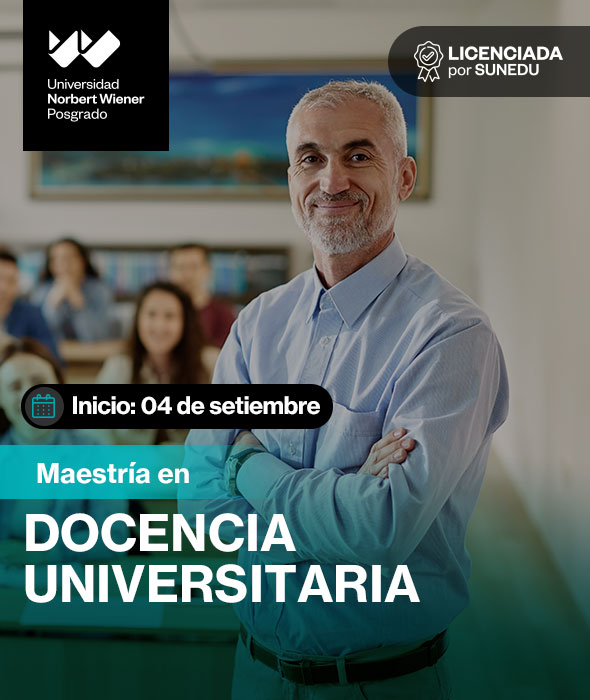 Universidad
Norbert Wiener
Posgrado
LICENCIADA
por SUNEDU
Inicio: 04 de setiembre
Maestría en
DOCENCIA
UNIVERSITARIA